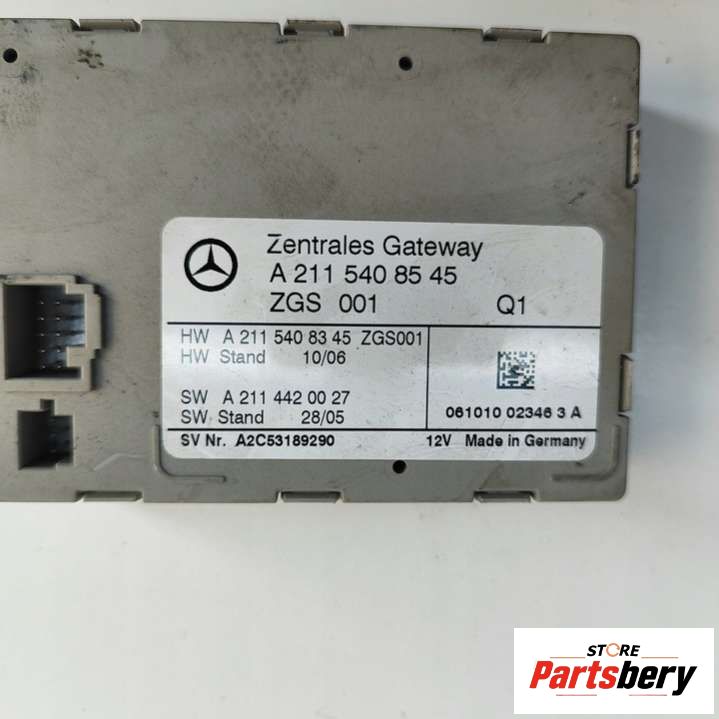 Zentrales Gateway
A 211 540 85 45
ZGS 001 Q1
HW A 211 540 83 45 ZGS001
HW Stand 10/06
SW A 211 442 00 27
SW Stand 28/05
061010 02346 3 A
SV Nr. A2C53189290 12V Made in Germany
STORE
Partsbery